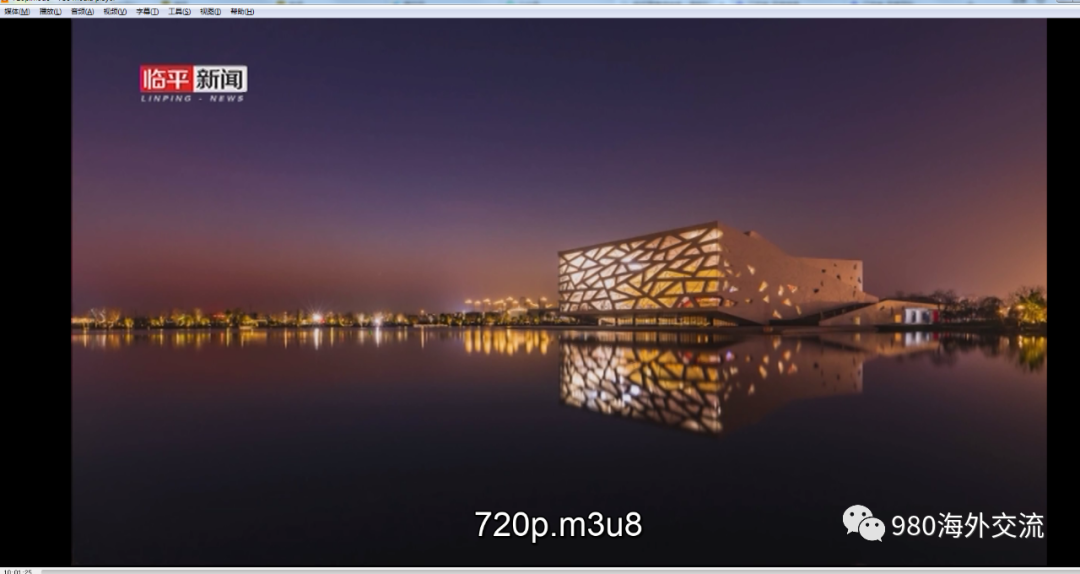 媒体(M) 播放(L) 音频(A) 视频(V) 字幕(T) 工具(S) 视图(I) 帮助(H)
临平新闻
LINPING - NEWS
720p.m3u8
980海外交流